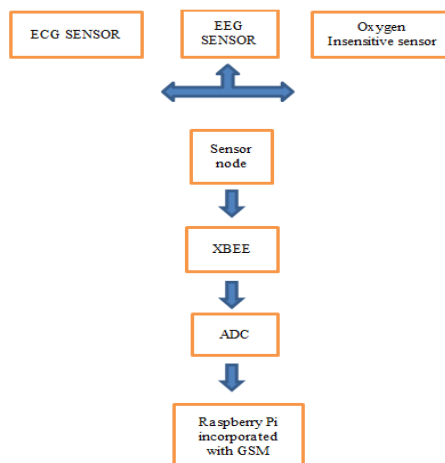 ECG SENSOR
EEG
SENSOR
Oxygen
Insensitive sensor
Sensor
node
XBEE
ADC
Raspberry Pi
incorporated
with GSM